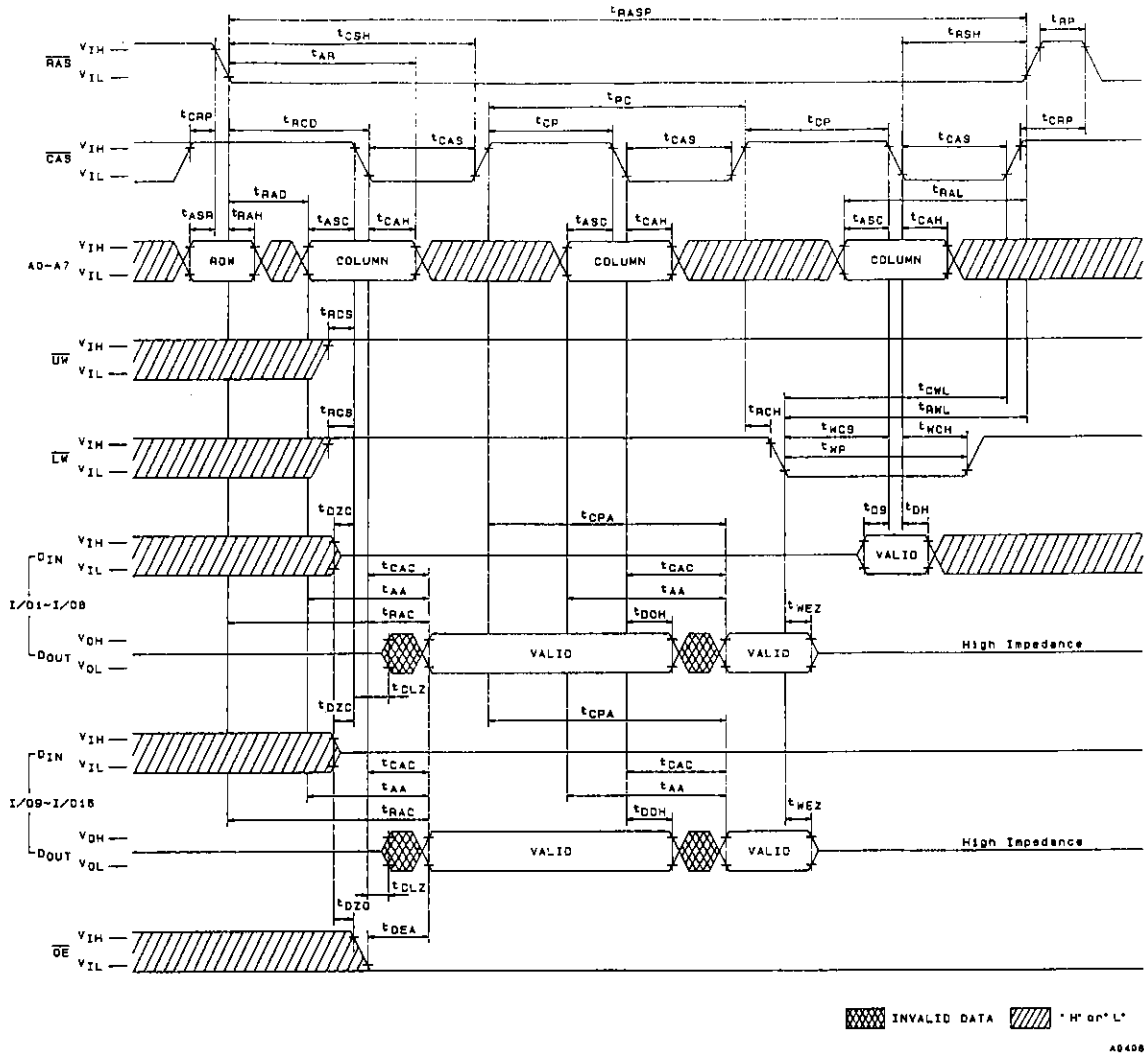 tRASP
tCSH tRSH tRP
tAR
RAS VIH
VIL
tPC
tCRP tRCD tCP tCP tCRP
CAS VIH tCAS tCAS tCAS
VIL
tRAD tRAL
tASR tRAH tASC tCAH tASC tCAH tASC tCAH
A0-A7 VIH ROW COLUMN COLUMN COLUMN
VIL
tRCS
UW VIH
VIL
tCWL
tRWL
tRCS tRCH tWCS tWCH
LW VIH tWP
VIL
tDZC tCPA tDS tDH
DIN VIH VALID
VIL
I/O1~I/O8
tCAC tCAC
tAA tAA
tRAC tDOH tWEZ
DOUT VOH VALID VALID High Impedance
VOL
tCLZ
tDZC tCPA
DIN VIH
VIL
I/O9~I/O16
tCAC tCAC
tAA tAA
tRAC tDOH tWEZ
DOUT VOH VALID VALID High Impedance
VOL
tCLZ
tDZO tOEA
OE VIH
VIL
INVALID DATA "H" or "L"
A0406